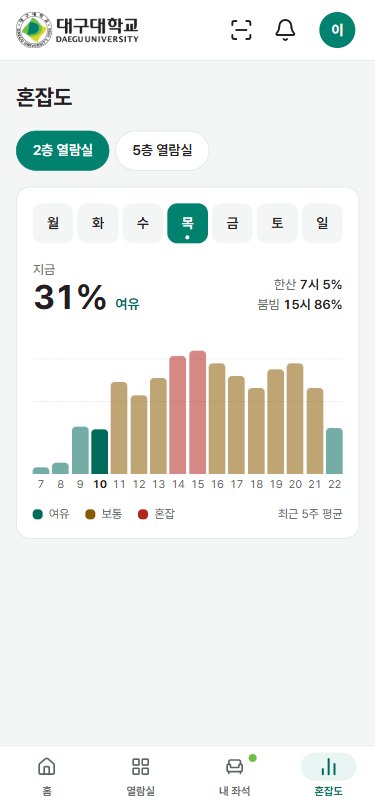 대구대학교
DAEGU UNIVERSITY
이
혼잡도
2층 열람실
5층 열람실
월 화 수 목 금 토 일
지금
31% 여유
한산 7시 5%
붐빔 15시 86%
7 8 9 10 11 12 13 14 15 16 17 18 19 20 21 22
여유 보통 혼잡
최근 5주 평균
홈 열람실 내 좌석 혼잡도